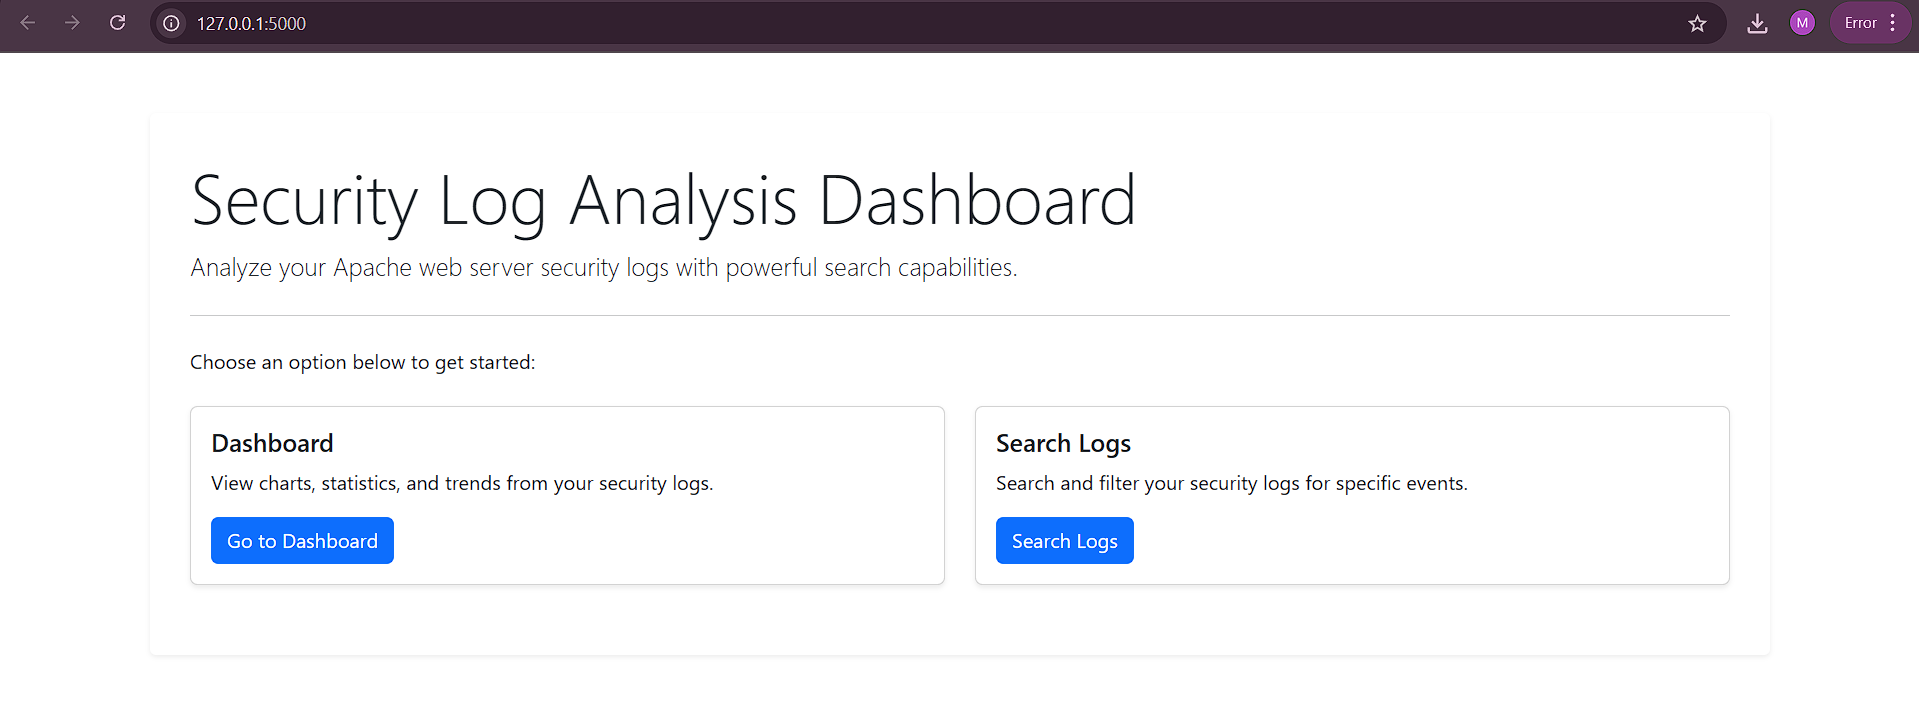 127.0.0.1:5000
M
Error
Security Log Analysis Dashboard
Analyze your Apache web server security logs with powerful search capabilities.
Choose an option below to get started:
Dashboard
View charts, statistics, and trends from your security logs.
Go to Dashboard
Search Logs
Search and filter your security logs for specific events.
Search Logs